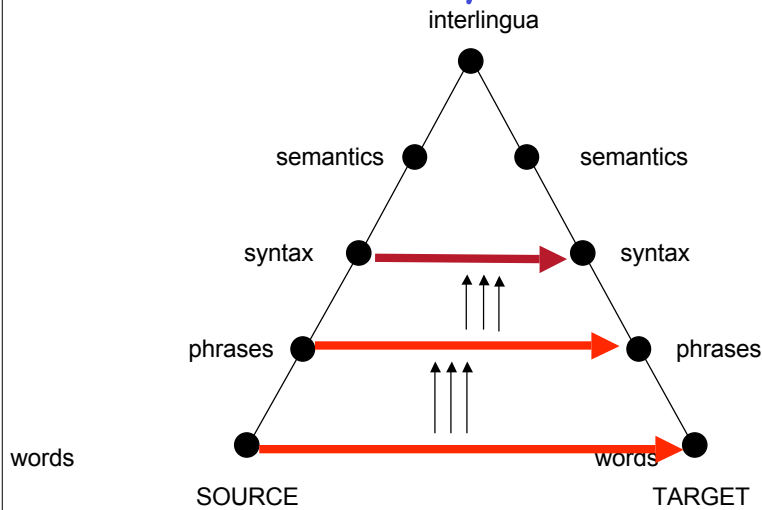 interlingua
semantics semantics
syntax syntax
phrases phrases
words words
SOURCE TARGET